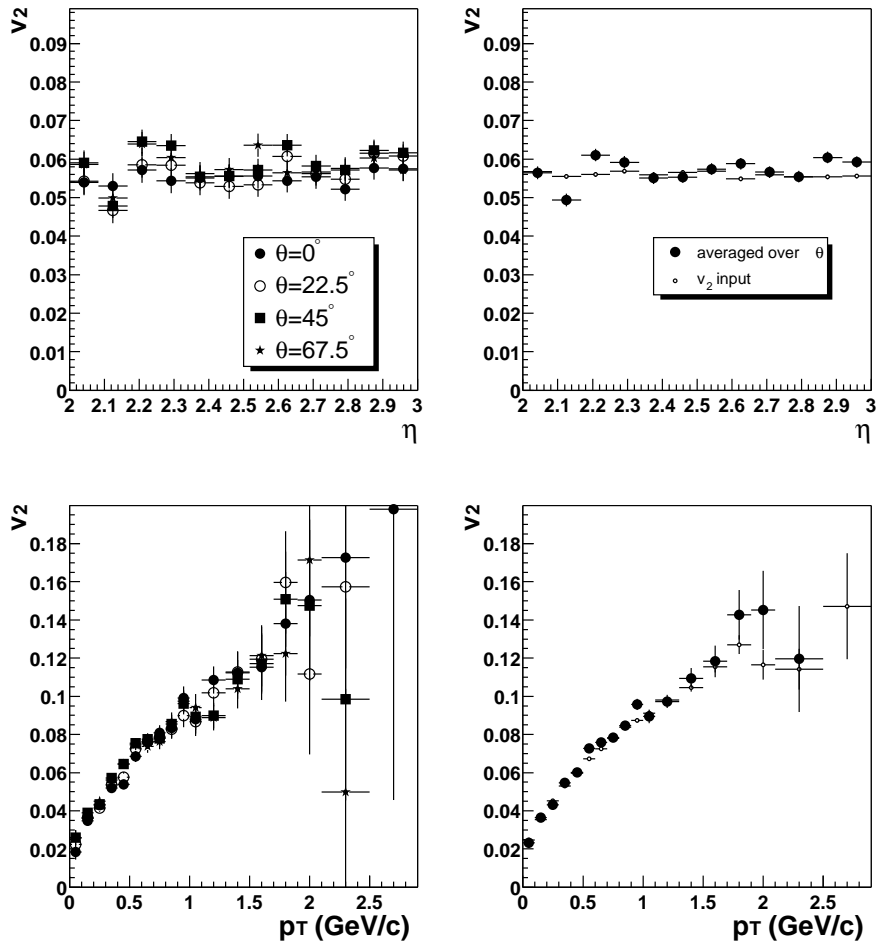 v2
0.09
0.08
0.07
0.06
0.05
0.04
0.03
0.02
0.01
0
2 2.1 2.2 2.3 2.4 2.5 2.6 2.7 2.8 2.9 3
η
θ=0°
θ=22.5°
θ=45°
θ=67.5°
v2
0.09
0.08
0.07
0.06
0.05
0.04
0.03
0.02
0.01
0
2 2.1 2.2 2.3 2.4 2.5 2.6 2.7 2.8 2.9 3
η
averaged over θ
v2 input
v2
0.18
0.16
0.14
0.12
0.1
0.08
0.06
0.04
0.02
0
0 0.5 1 1.5 2 2.5
pT (GeV/c)
v2
0.18
0.16
0.14
0.12
0.1
0.08
0.06
0.04
0.02
0
0 0.5 1 1.5 2 2.5
pT (GeV/c)